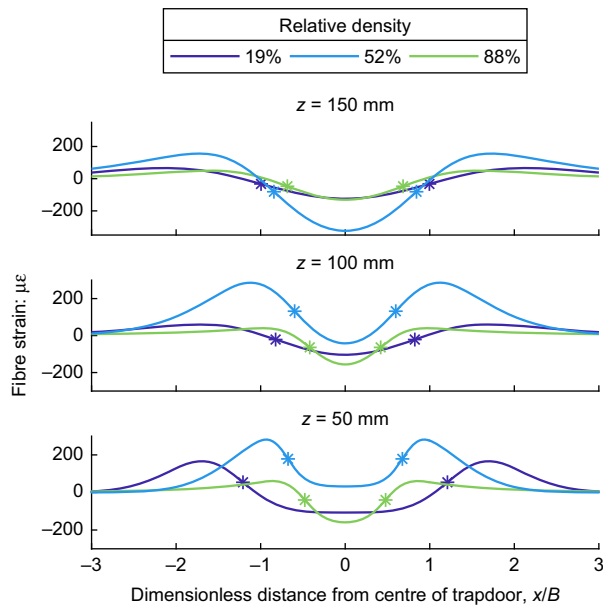 Relative density
19% 52% 88%
z = 150 mm
200
0
−200
z = 100 mm
200
0
−200
Fibre strain: με
z = 50 mm
200
0
−200
−3 −2 −1 0 1 2 3
Dimensionless distance from centre of trapdoor, x/B